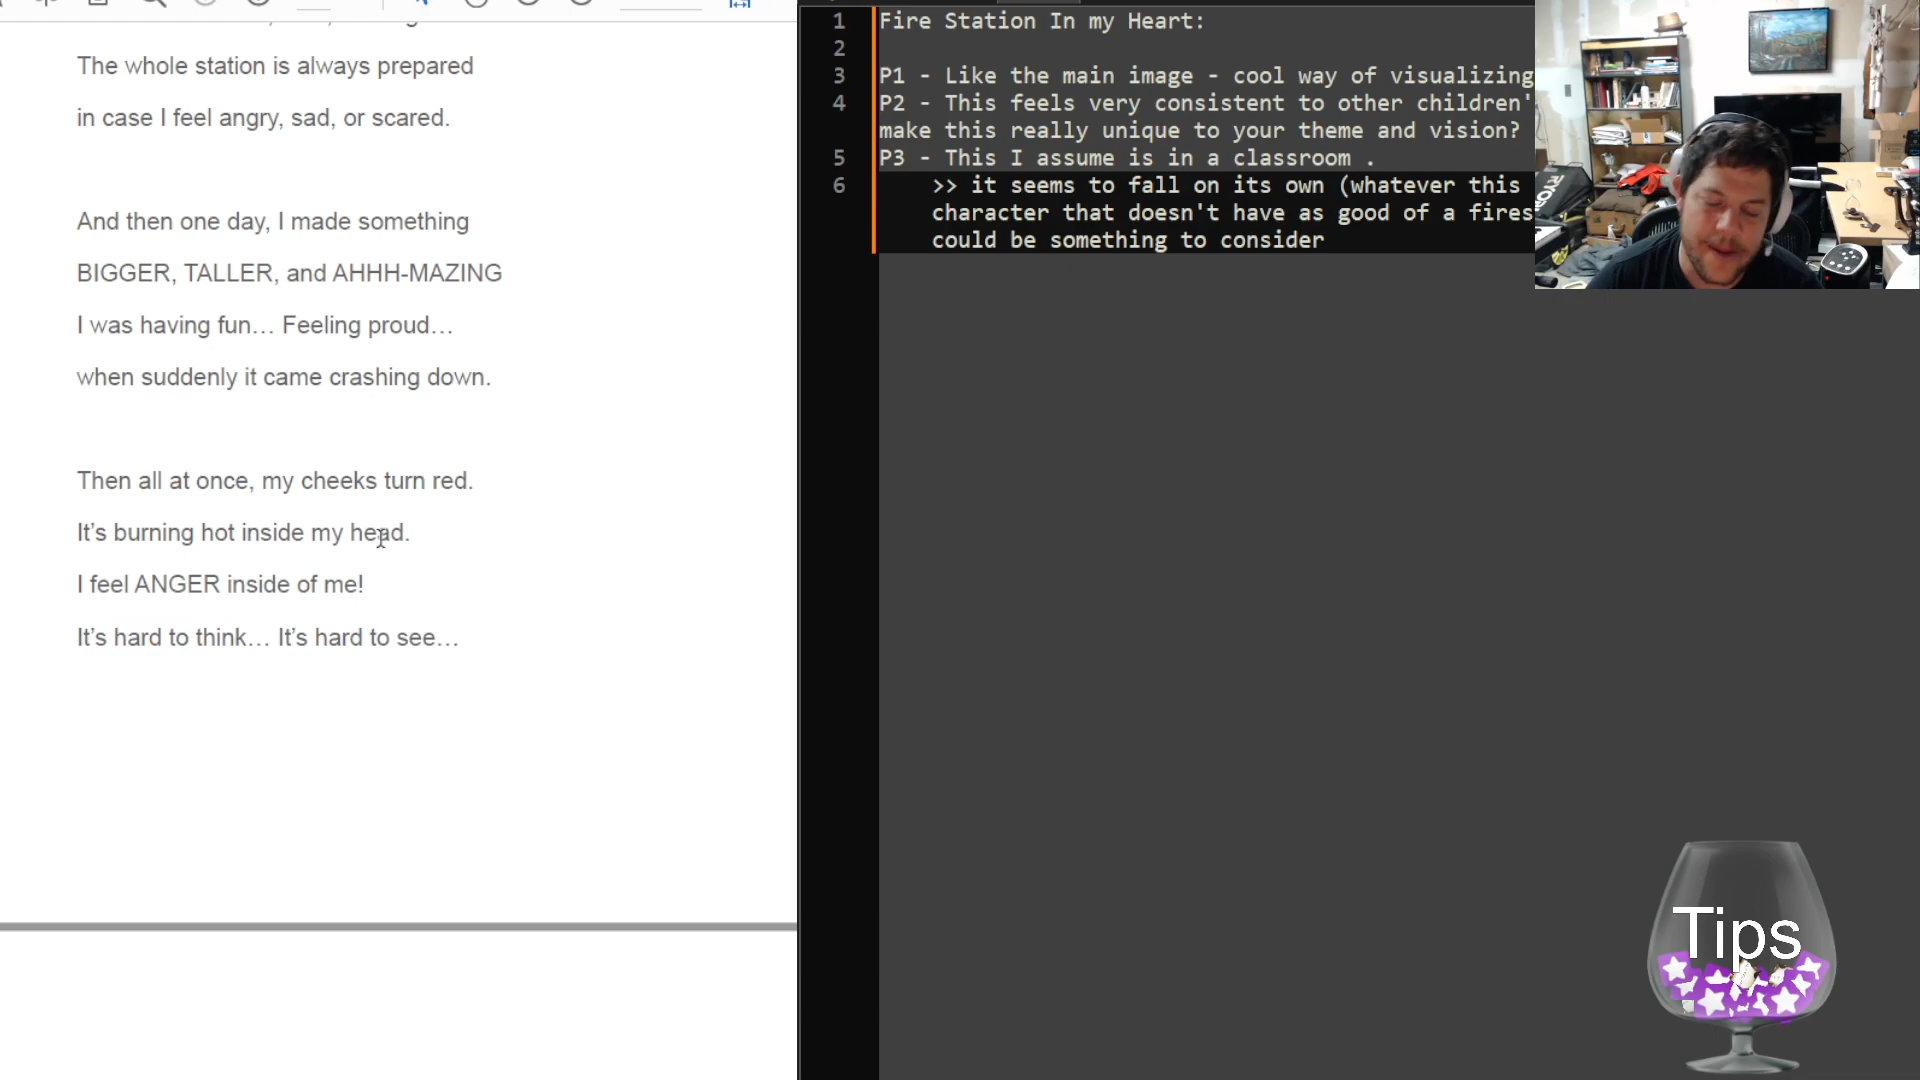 The whole station is always prepared
in case I feel angry, sad, or scared.
And then one day, I made something
BIGGER, TALLER, and AHHH-MAZING
I was having fun… Feeling proud…
when suddenly it came crashing down.
Then all at once, my cheeks turn red.
It's burning hot inside my head.
I feel ANGER inside of me!
It's hard to think… It's hard to see…
1 Fire Station In my Heart:
2
3 P1 - Like the main image - cool way of visualizing
4 P2 - This feels very consistent to other children'
make this really unique to your theme and vision?
5 P3 - This I assume is in a classroom .
6 >> it seems to fall on its own (whatever this
character that doesn't have as good of a fires
could be something to consider
RYOBI
Tips